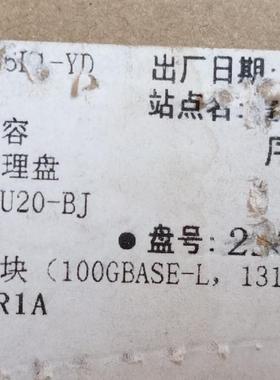 -YD 出厂日期:
站点名:
容
理盘
U20-BJ
● 盘号: 2
块 (100GBASE-L, 131
R1A